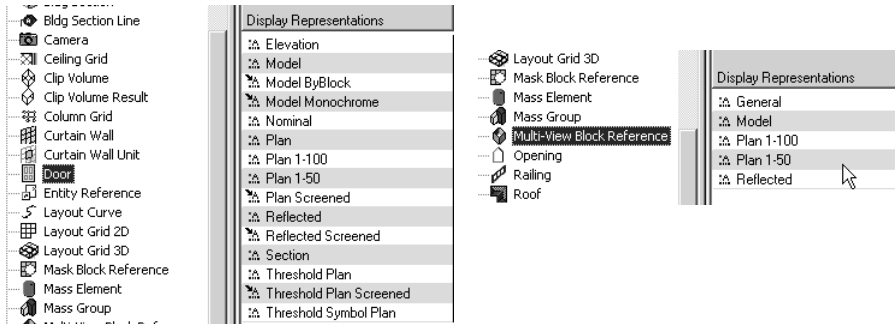 Bldg Section Line
Camera
Ceiling Grid
Clip Volume
Clip Volume Result
Column Grid
Curtain Wall
Curtain Wall Unit
Door
Entity Reference
Layout Curve
Layout Grid 2D
Layout Grid 3D
Mask Block Reference
Mass Element
Mass Group
Display Representations
Elevation
Model
Model ByBlock
Model Monochrome
Nominal
Plan
Plan 1-100
Plan 1-50
Plan Screened
Reflected
Reflected Screened
Section
Threshold Plan
Threshold Plan Screened
Threshold Symbol Plan
Layout Grid 3D
Mask Block Reference
Mass Element
Mass Group
Multi-View Block Reference
Opening
Railing
Roof
Display Representations
General
Model
Plan 1-100
Plan 1-50
Reflected